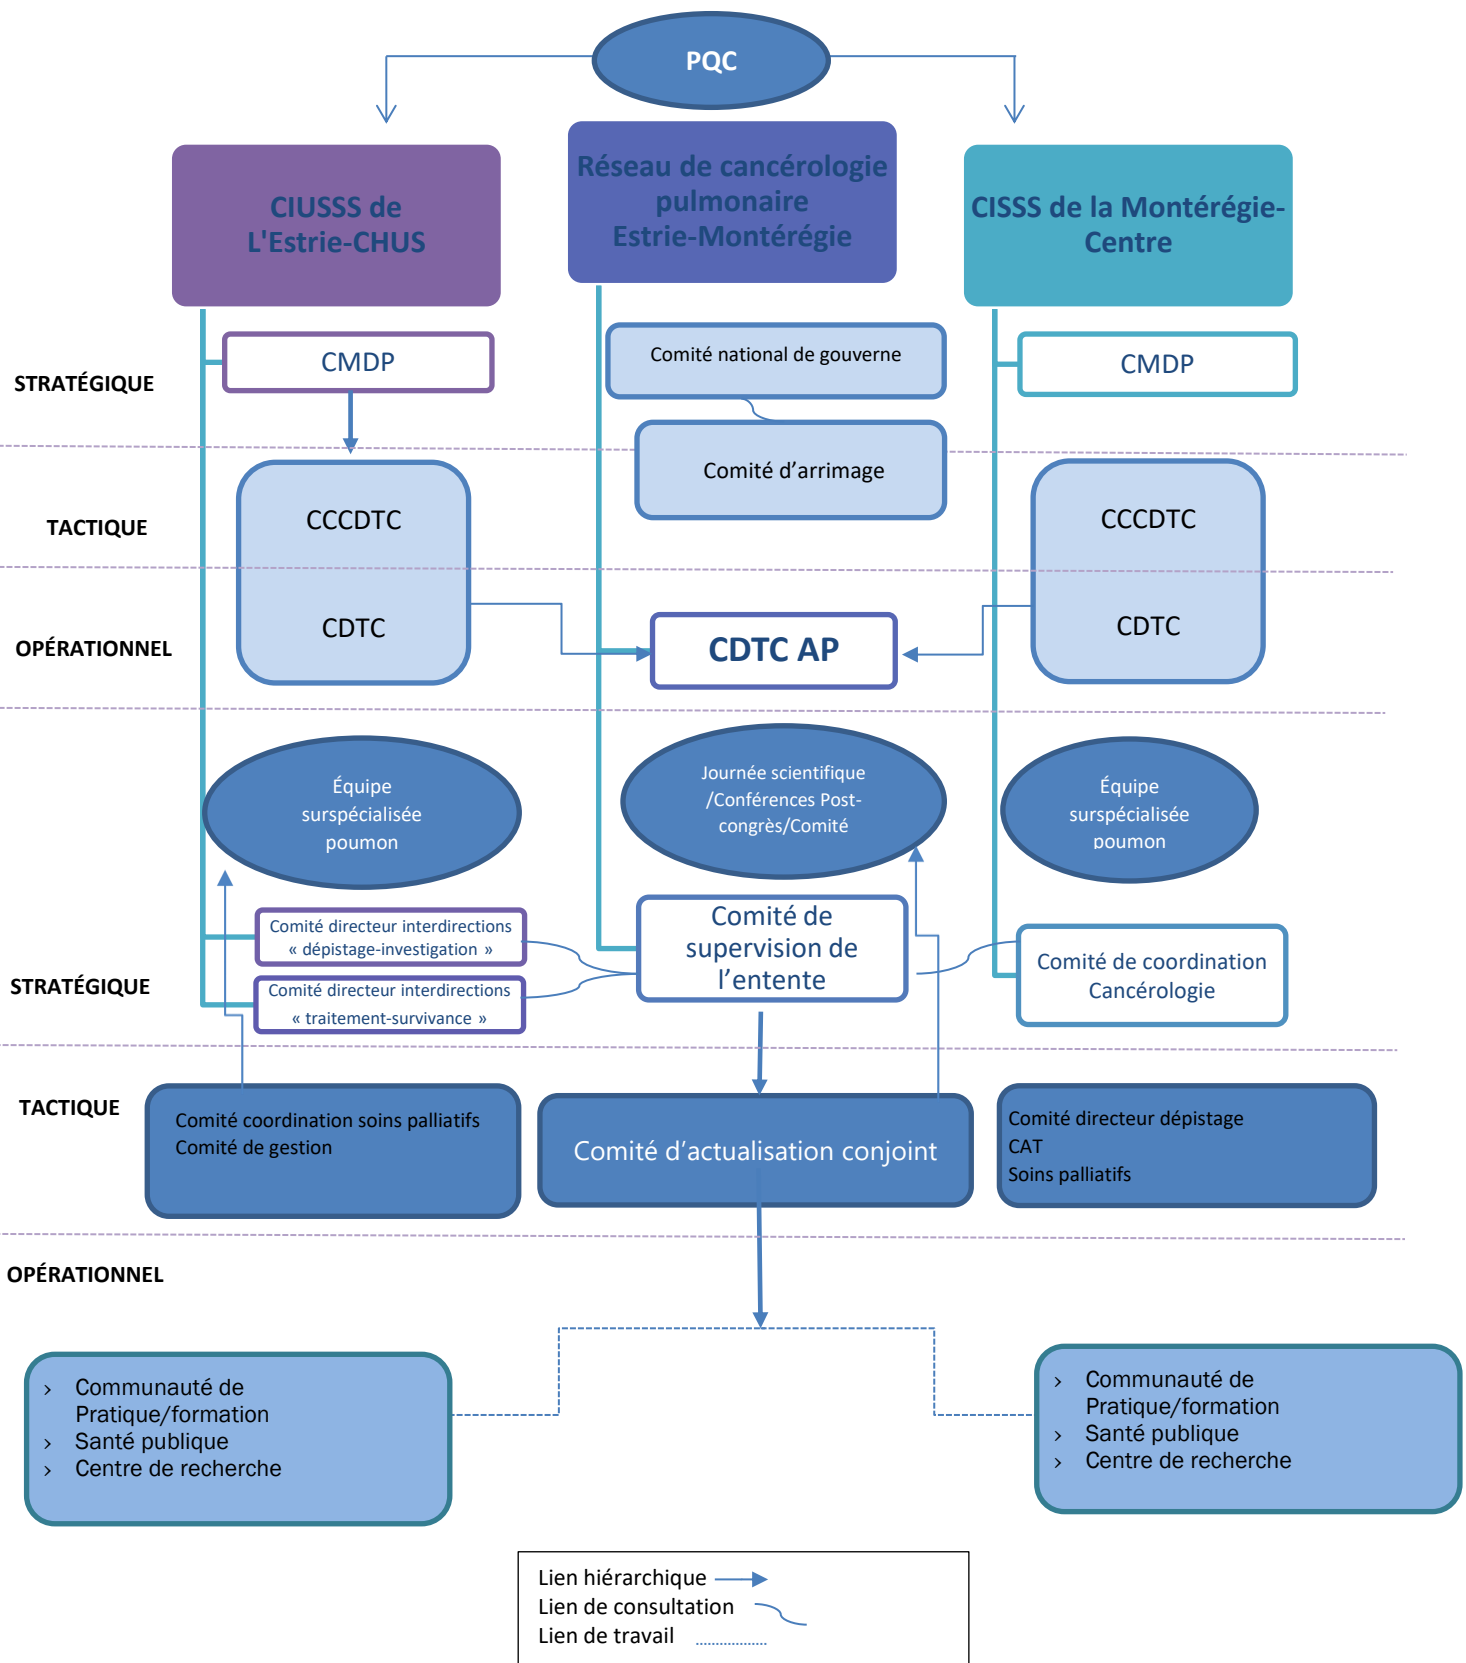 PQC
CIUSSS de
L'Estrie-CHUS
Réseau de cancérologie
pulmonaire
Estrie-Montérégie
CISSS de la Montérégie-
Centre
STRATÉGIQUE
CMDP
Comité national de gouverne
CMDP
Comité d’arrimage
TACTIQUE
CCCDTC
CCCDTC
OPÉRATIONNEL
CDTC
CDTC AP
CDTC
Équipe
surspécialisée
poumon
Journée scientifique
/Conférences Post-
congrès/Comité
Équipe
surspécialisée
poumon
STRATÉGIQUE
Comité directeur interdirections
« dépistage-investigation »
Comité directeur interdirections
« traitement-survivance »
Comité de
supervision de
l’entente
Comité de coordination
Cancérologie
TACTIQUE
Comité coordination soins palliatifs
Comité de gestion
Comité d’actualisation conjoint
Comité directeur dépistage
CAT
Soins palliatifs
OPÉRATIONNEL
› Communauté de
Pratique/formation
› Santé publique
› Centre de recherche
› Communauté de
Pratique/formation
› Santé publique
› Centre de recherche
Lien hiérarchique
Lien de consultation
Lien de travail